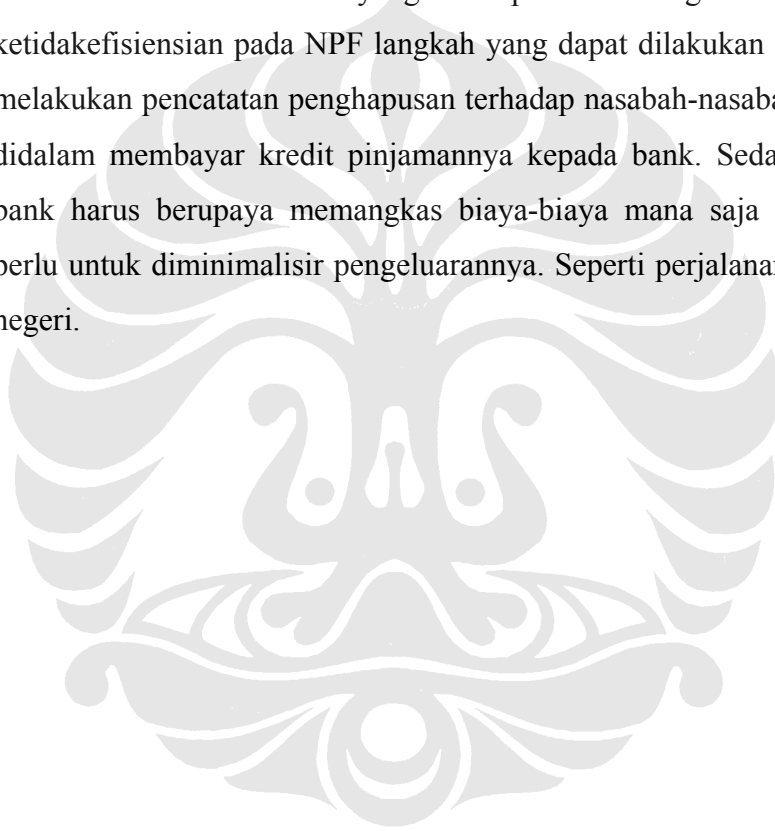 ketidakefisiensian pada NPF langkah yang dapat dilakukan
melakukan pencatatan penghapusan terhadap nasabah-nasaba
didalam membayar kredit pinjamannya kepada bank. Seda
bank harus berupaya memangkas biaya-biaya mana saja
perlu untuk diminimalisir pengeluarannya. Seperti perjalanan
negeri.